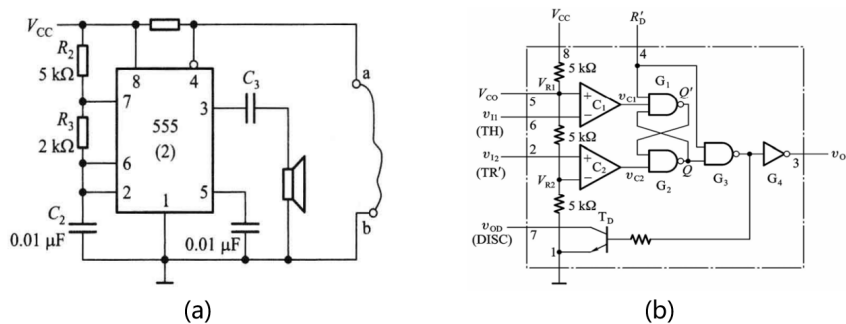 V_CC
R_2
5 kΩ
7
R_3
2 kΩ
6
2
C_2
0.01 μF
8
4
3
555
(2)
5
1
C_3
0.01 μF
a
b
(a)
V_CC
R'_D
8
4
5 kΩ
V_CO
5
V_R1
v_I1
(TH)
6
+
C_1
−
v_C1
G_1
Q'
5 kΩ
v_I2
(TR')
2
V_R2
+
C_2
−
v_C2
G_2
Q
G_3
G_4
3
v_O
5 kΩ
T_D
v_OD
(DISC)
7
1
(b)